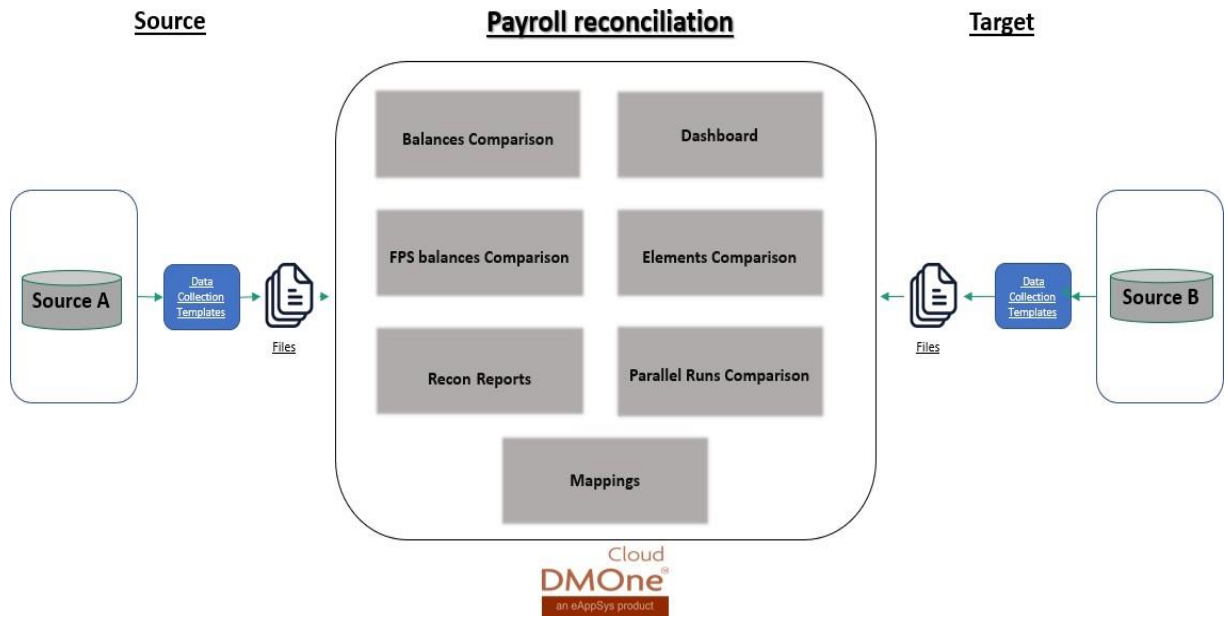 Source
Payroll reconciliation
Target
Balances Comparison
Dashboard
FPS balances Comparison
Elements Comparison
Source A
Data
Collection
Templates
Files
Files
Data
Collection
Templates
Source B
Recon Reports
Parallel Runs Comparison
Mappings
Cloud
DMOne™
an eAppSys product